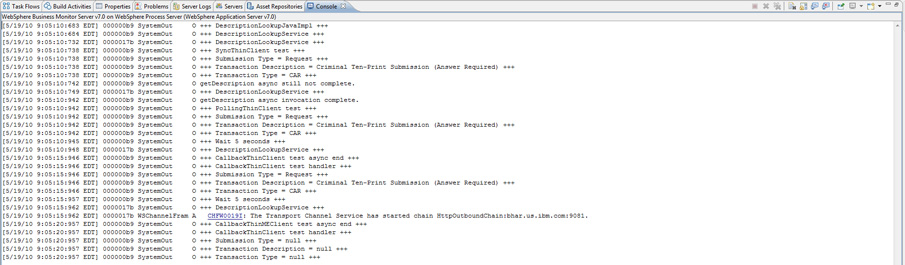 Task Flows Build Activities Properties Problems Server Logs Servers Asset Repositories Console
WebSphere Business Monitor Server v7.0 on WebSphere Process Server (WebSphere Application Server v7.0)
[5/19/10 9:05:10:683 EDT] 000000b9 SystemOut O +++ DescriptionLookupJavaImpl +++
[5/19/10 9:05:10:684 EDT] 000000b9 SystemOut O +++ DescriptionLookupService +++
[5/19/10 9:05:10:732 EDT] 0000017b SystemOut O +++ DescriptionLookupService +++
[5/19/10 9:05:10:738 EDT] 000000b9 SystemOut O +++ SyncThinClient test +++
[5/19/10 9:05:10:738 EDT] 000000b9 SystemOut O +++ Submission Type = Request +++
[5/19/10 9:05:10:738 EDT] 000000b9 SystemOut O +++ Transaction Description = Criminal Ten-Print Submission (Answer Required) +++
[5/19/10 9:05:10:738 EDT] 000000b9 SystemOut O +++ Transaction Type = CAR +++
[5/19/10 9:05:10:742 EDT] 000000b9 SystemOut O getDescription async still not complete.
[5/19/10 9:05:10:749 EDT] 0000017b SystemOut O +++ DescriptionLookupService +++
[5/19/10 9:05:10:942 EDT] 000000b9 SystemOut O getDescription async invocation complete.
[5/19/10 9:05:10:942 EDT] 000000b9 SystemOut O +++ PollingThinClient test +++
[5/19/10 9:05:10:942 EDT] 000000b9 SystemOut O +++ Submission Type = Request +++
[5/19/10 9:05:10:942 EDT] 000000b9 SystemOut O +++ Transaction Description = Criminal Ten-Print Submission (Answer Required) +++
[5/19/10 9:05:10:942 EDT] 000000b9 SystemOut O +++ Transaction Type = CAR +++
[5/19/10 9:05:10:945 EDT] 000000b9 SystemOut O +++ Wait 5 seconds +++
[5/19/10 9:05:10:948 EDT] 0000017b SystemOut O +++ DescriptionLookupService +++
[5/19/10 9:05:15:946 EDT] 000000b9 SystemOut O +++ CallbackThinClient test async end +++
[5/19/10 9:05:15:946 EDT] 000000b9 SystemOut O +++ CallbackThinClient test handler +++
[5/19/10 9:05:15:946 EDT] 000000b9 SystemOut O +++ Submission Type = Request +++
[5/19/10 9:05:15:946 EDT] 000000b9 SystemOut O +++ Transaction Description = Criminal Ten-Print Submission (Answer Required) +++
[5/19/10 9:05:15:946 EDT] 000000b9 SystemOut O +++ Transaction Type = CAR +++
[5/19/10 9:05:15:957 EDT] 000000b9 SystemOut O +++ Wait 5 seconds +++
[5/19/10 9:05:15:962 EDT] 0000017b SystemOut O +++ DescriptionLookupService +++
[5/19/10 9:05:15:962 EDT] 0000017b WSChannelFram A CHFW0019I: The Transport Channel Service has started chain HttpOutboundChain:bhar.us.ibm.com:9081.
[5/19/10 9:05:20:957 EDT] 000000b9 SystemOut O +++ CallbackThinMEClient test async end +++
[5/19/10 9:05:20:957 EDT] 000000b9 SystemOut O +++ CallbackThinClient test handler +++
[5/19/10 9:05:20:957 EDT] 000000b9 SystemOut O +++ Submission Type = null +++
[5/19/10 9:05:20:957 EDT] 000000b9 SystemOut O +++ Transaction Description = null +++
[5/19/10 9:05:20:957 EDT] 000000b9 SystemOut O +++ Transaction Type = null +++